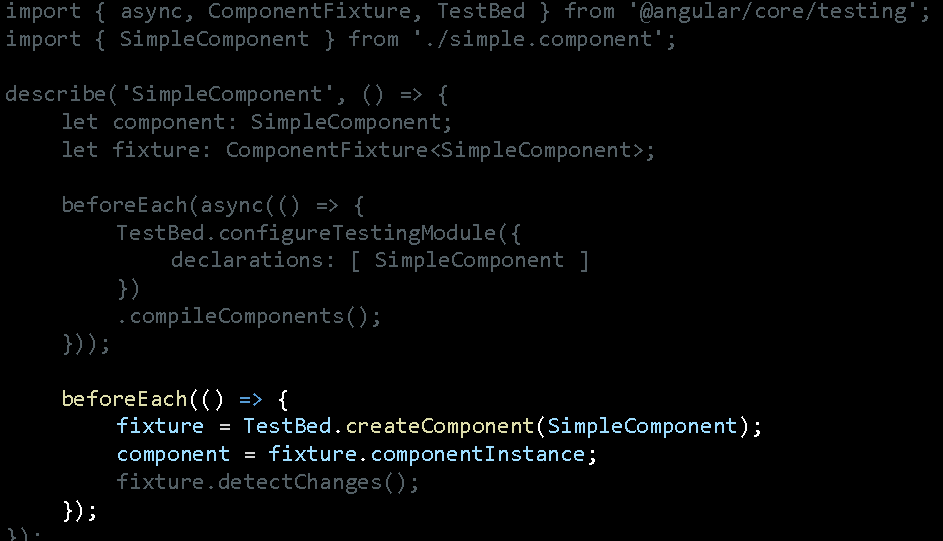 import { async, ComponentFixture, TestBed } from '@angular/core/testing';
import { SimpleComponent } from './simple.component';
describe('SimpleComponent', () => {
let component: SimpleComponent;
let fixture: ComponentFixture<SimpleComponent>;
beforeEach(async(() => {
TestBed.configureTestingModule({
declarations: [ SimpleComponent ]
})
.compileComponents();
}));
beforeEach(() => {
fixture = TestBed.createComponent(SimpleComponent);
component = fixture.componentInstance;
fixture.detectChanges();
});
});